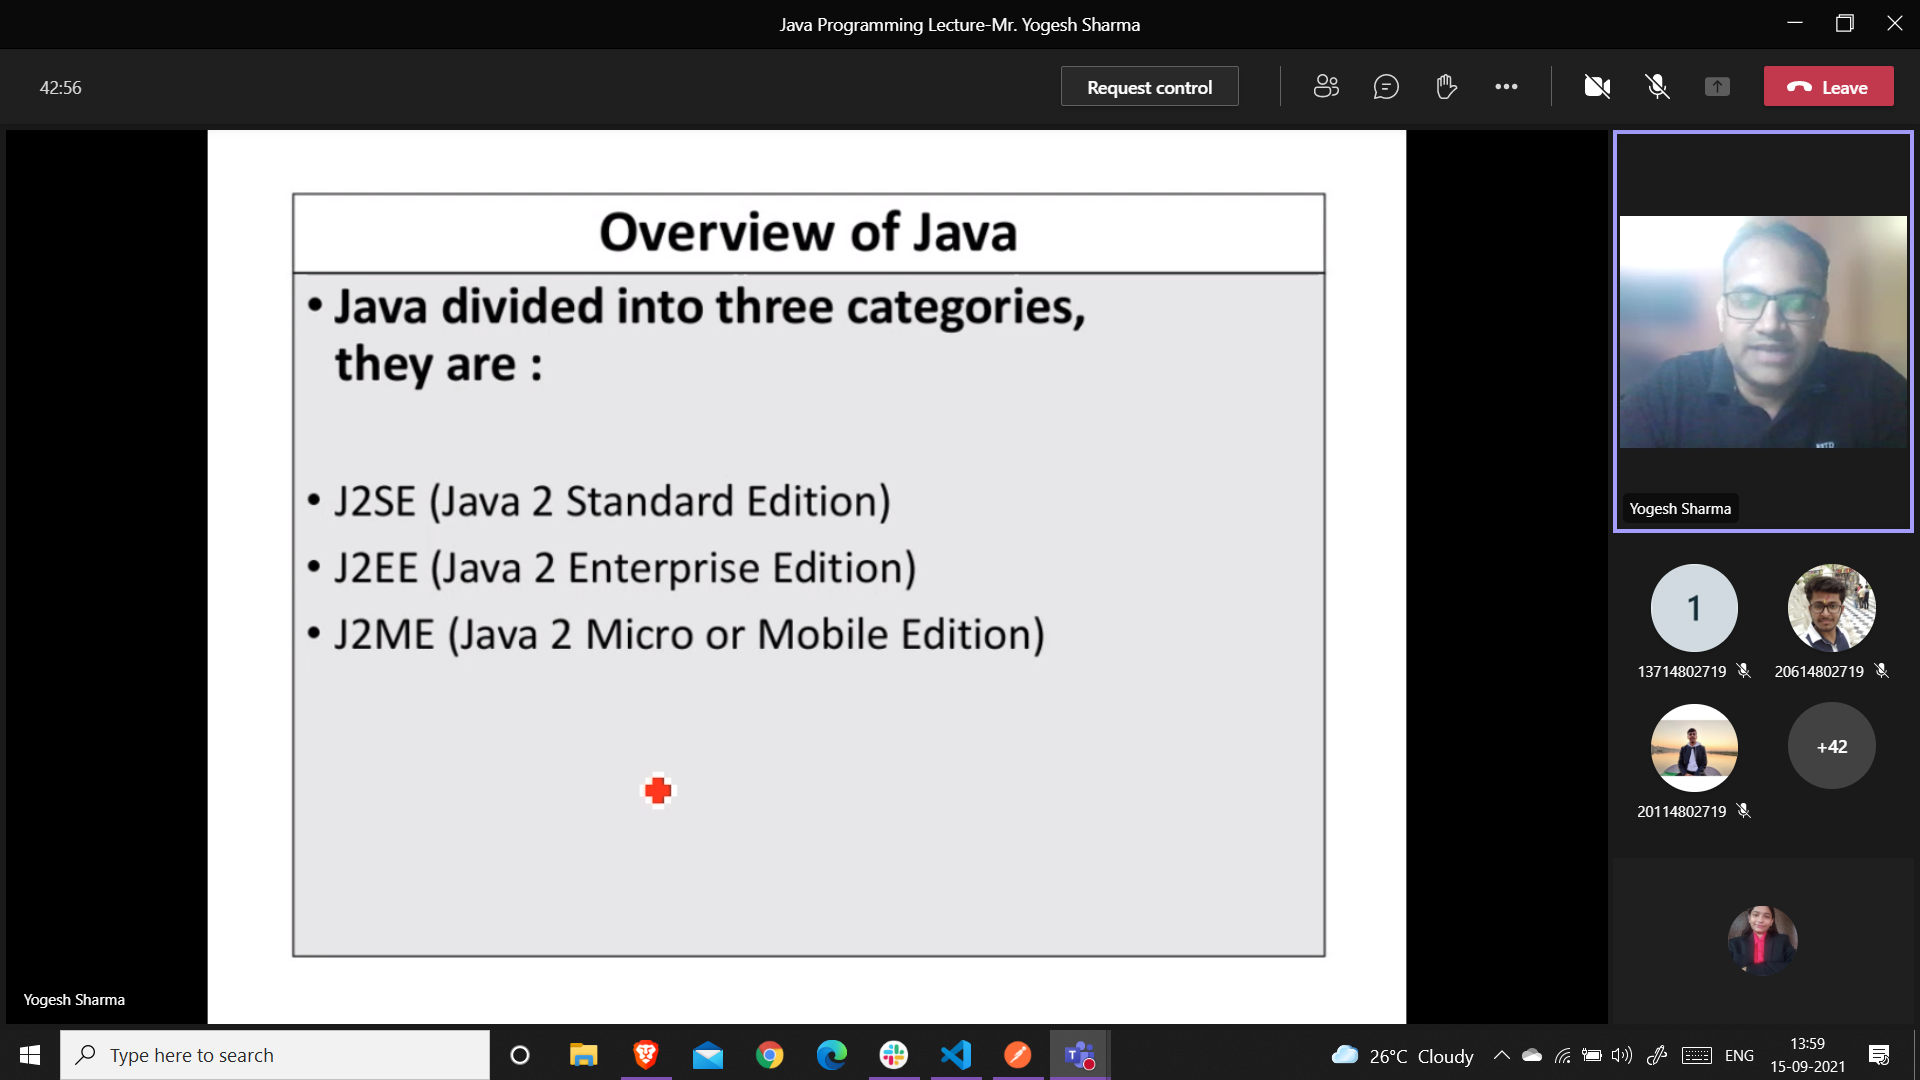 Java Programming Lecture-Mr. Yogesh Sharma
42:56
Request control
Leave
Overview of Java
• Java divided into three categories,
they are :
• J2SE (Java 2 Standard Edition)
• J2EE (Java 2 Enterprise Edition)
• J2ME (Java 2 Micro or Mobile Edition)
Yogesh Sharma
Yogesh Sharma
1
13714802719
20614802719
+42
20114802719
Type here to search
26°C Cloudy
ENG
13:59
15-09-2021